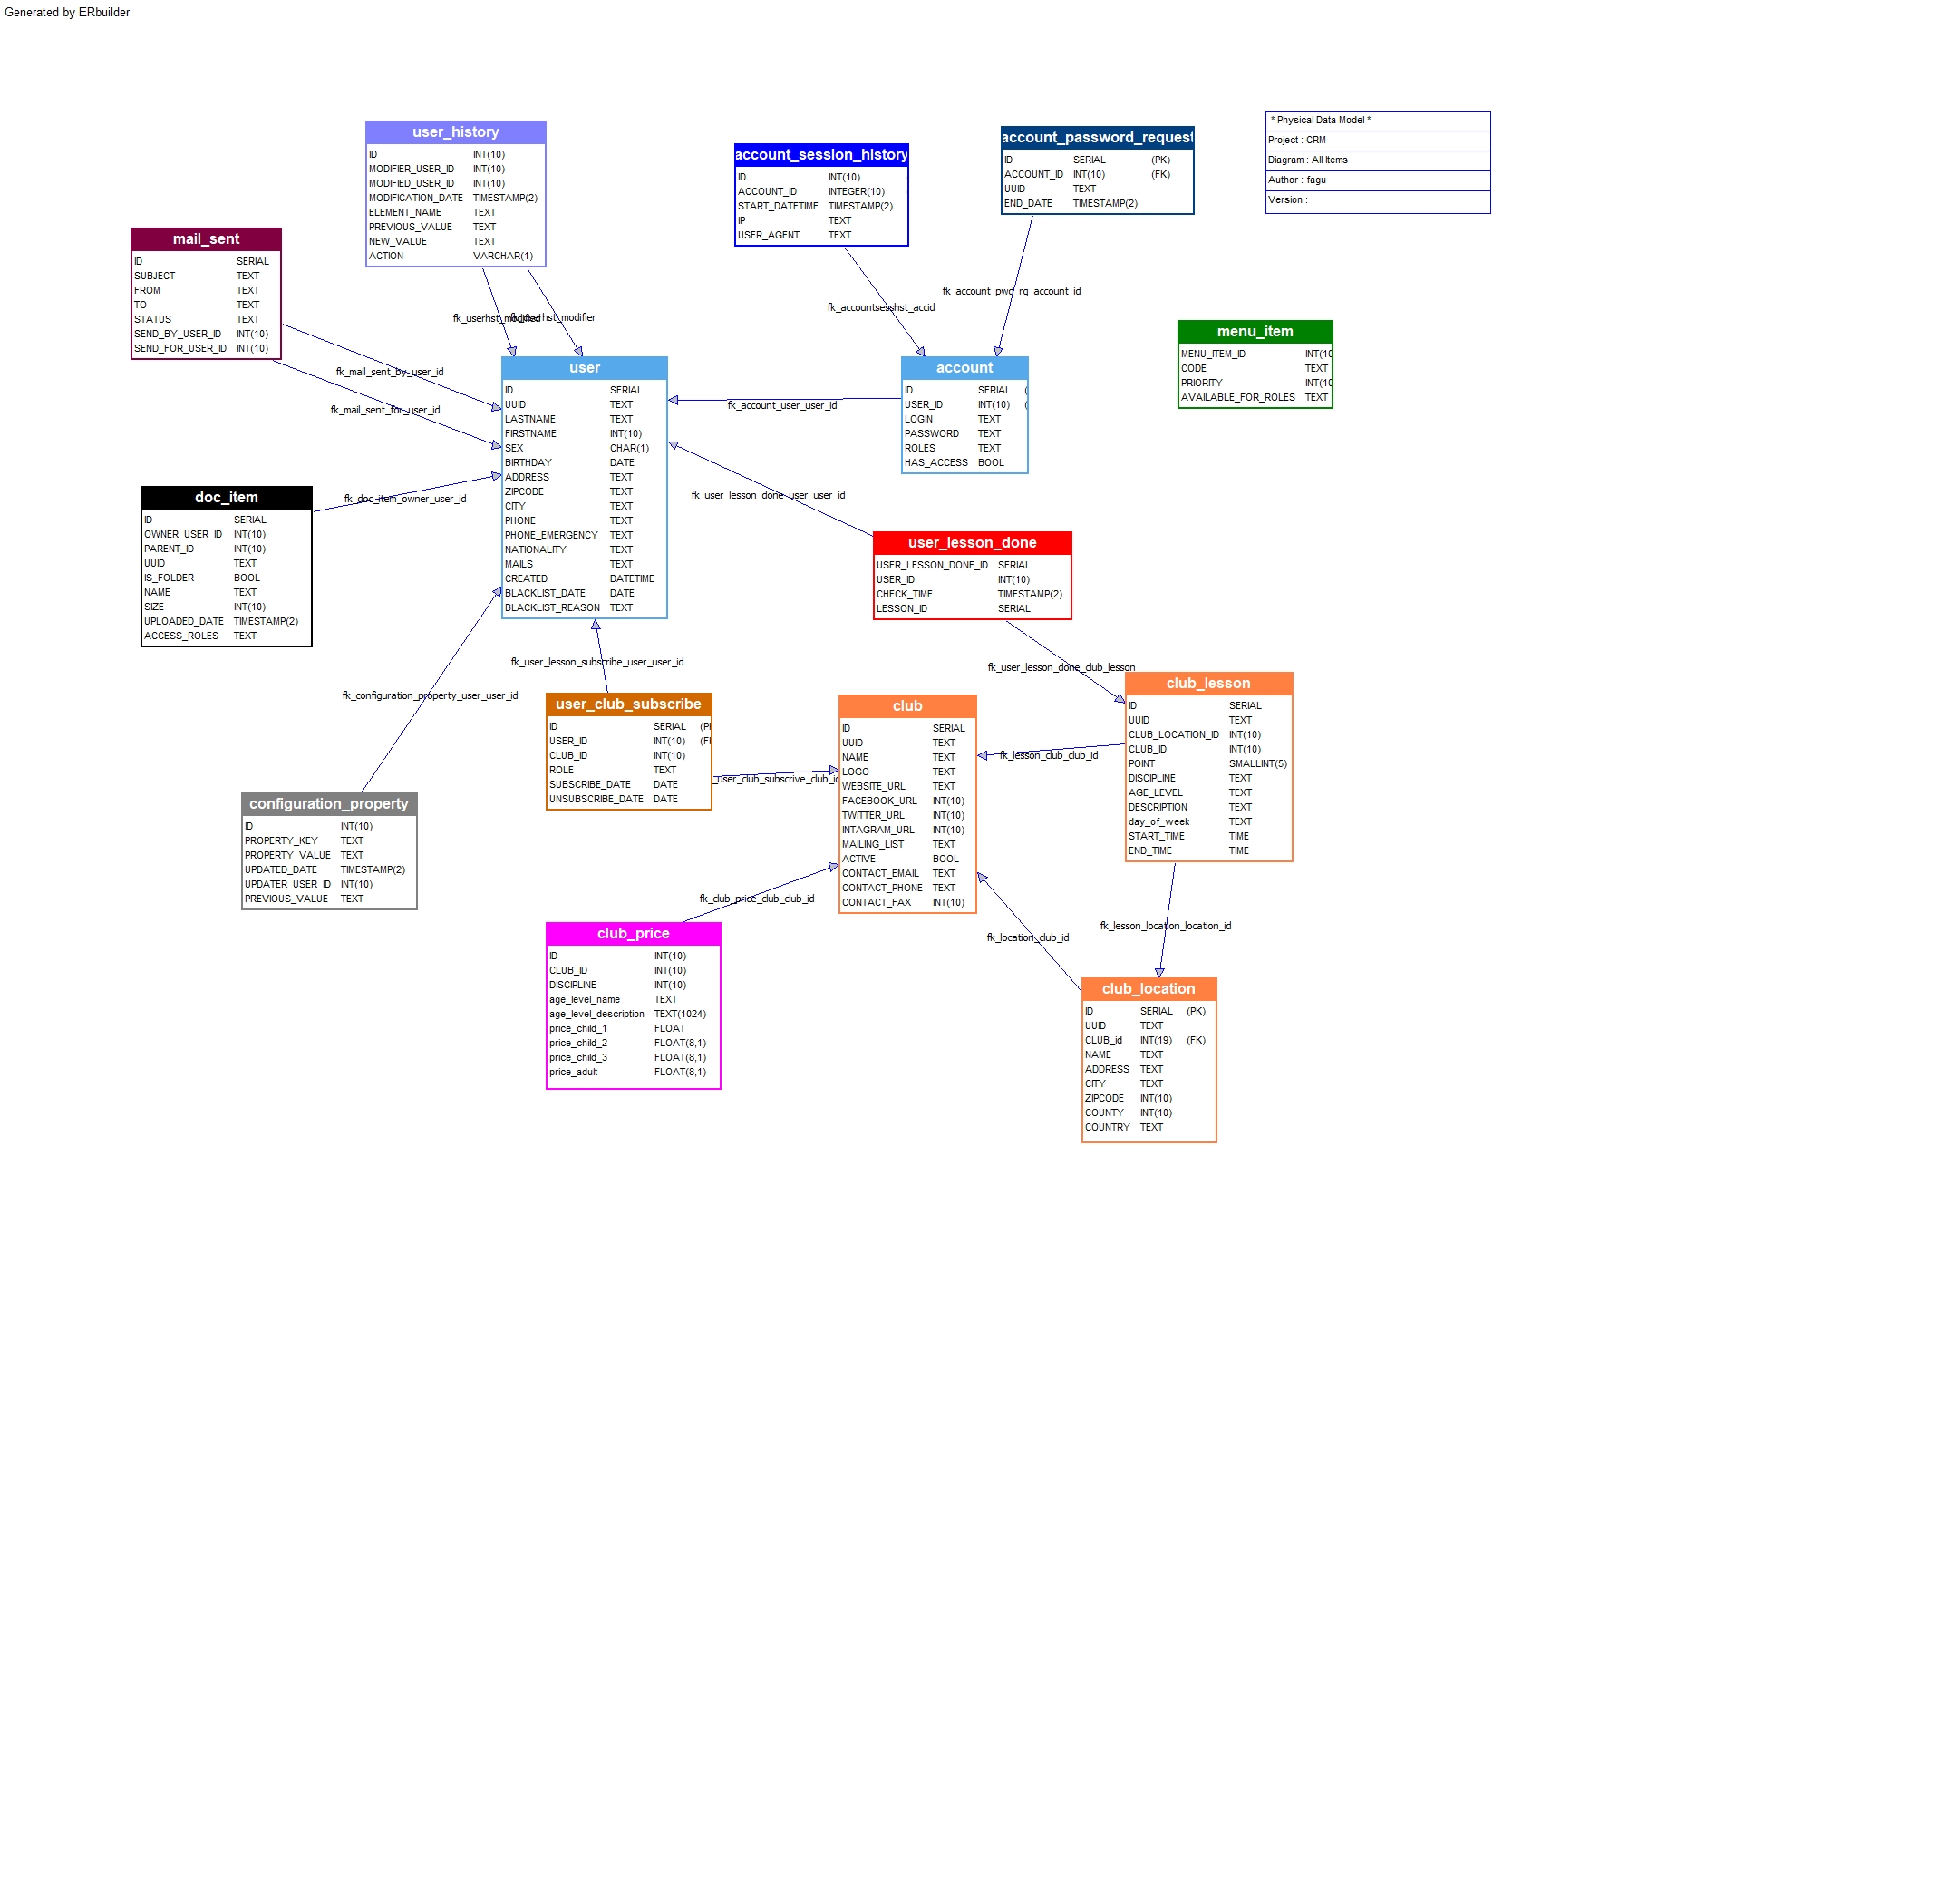 Generated by ERbuilder
user_history
ID INT(10)
MODIFIER_USER_ID INT(10)
MODIFIED_USER_ID INT(10)
MODIFICATION_DATE TIMESTAMP(2)
ELEMENT_NAME TEXT
PREVIOUS_VALUE TEXT
NEW_VALUE TEXT
ACTION VARCHAR(1)
account_session_history
ID INT(10)
ACCOUNT_ID INTEGER(10)
START_DATETIME TIMESTAMP(2)
IP TEXT
USER_AGENT TEXT
account_password_request
ID SERIAL (PK)
ACCOUNT_ID INT(10) (FK)
UUID TEXT
END_DATE TIMESTAMP(2)
* Physical Data Model *
Project : CRM
Diagram : All Items
Author : fagu
Version :
mail_sent
ID SERIAL
SUBJECT TEXT
FROM TEXT
TO TEXT
STATUS TEXT
SEND_BY_USER_ID INT(10)
SEND_FOR_USER_ID INT(10)
fk_userhst_modified
fk_userhst_modifier
fk_accountsesshst_accid
fk_account_pwd_rq_account_id
menu_item
MENU_ITEM_ID INT(10
CODE TEXT
PRIORITY INT(10
AVAILABLE_FOR_ROLES TEXT
fk_mail_sent_by_user_id
fk_mail_sent_for_user_id
user
ID SERIAL
UUID TEXT
LASTNAME TEXT
FIRSTNAME INT(10)
SEX CHAR(1)
BIRTHDAY DATE
ADDRESS TEXT
ZIPCODE TEXT
CITY TEXT
PHONE TEXT
PHONE_EMERGENCY TEXT
NATIONALITY TEXT
MAILS TEXT
CREATED DATETIME
BLACKLIST_DATE DATE
BLACKLIST_REASON TEXT
fk_account_user_user_id
account
ID SERIAL (
USER_ID INT(10) (
LOGIN TEXT
PASSWORD TEXT
ROLES TEXT
HAS_ACCESS BOOL
doc_item
ID SERIAL
OWNER_USER_ID INT(10)
PARENT_ID INT(10)
UUID TEXT
IS_FOLDER BOOL
NAME TEXT
SIZE INT(10)
UPLOADED_DATE TIMESTAMP(2)
ACCESS_ROLES TEXT
fk_doc_item_owner_user_id
fk_user_lesson_done_user_user_id
user_lesson_done
USER_LESSON_DONE_ID SERIAL
USER_ID INT(10)
CHECK_TIME TIMESTAMP(2)
LESSON_ID SERIAL
fk_user_lesson_subscribe_user_user_id
fk_user_lesson_done_club_lesson
fk_configuration_property_user_user_id
user_club_subscribe
ID SERIAL (P
USER_ID INT(10) (F
CLUB_ID INT(10)
ROLE TEXT
SUBSCRIBE_DATE DATE
UNSUBSCRIBE_DATE DATE
_user_club_subscrive_club_id
club
ID SERIAL
UUID TEXT
NAME TEXT
LOGO TEXT
WEBSITE_URL TEXT
FACEBOOK_URL INT(10)
TWITTER_URL INT(10)
INTAGRAM_URL INT(10)
MAILING_LIST TEXT
ACTIVE BOOL
CONTACT_EMAIL TEXT
CONTACT_PHONE TEXT
CONTACT_FAX INT(10)
fk_lesson_club_club_id
club_lesson
ID SERIAL
UUID TEXT
CLUB_LOCATION_ID INT(10)
CLUB_ID INT(10)
POINT SMALLINT(5)
DISCIPLINE TEXT
AGE_LEVEL TEXT
DESCRIPTION TEXT
day_of_week TEXT
START_TIME TIME
END_TIME TIME
configuration_property
ID INT(10)
PROPERTY_KEY TEXT
PROPERTY_VALUE TEXT
UPDATED_DATE TIMESTAMP(2)
UPDATER_USER_ID INT(10)
PREVIOUS_VALUE TEXT
fk_club_price_club_club_id
fk_location_club_id
fk_lesson_location_location_id
club_price
ID INT(10)
CLUB_ID INT(10)
DISCIPLINE INT(10)
age_level_name TEXT
age_level_description TEXT(1024)
price_child_1 FLOAT
price_child_2 FLOAT(8,1)
price_child_3 FLOAT(8,1)
price_adult FLOAT(8,1)
club_location
ID SERIAL (PK)
UUID TEXT
CLUB_id INT(19) (FK)
NAME TEXT
ADDRESS TEXT
CITY TEXT
ZIPCODE INT(10)
COUNTY INT(10)
COUNTRY TEXT